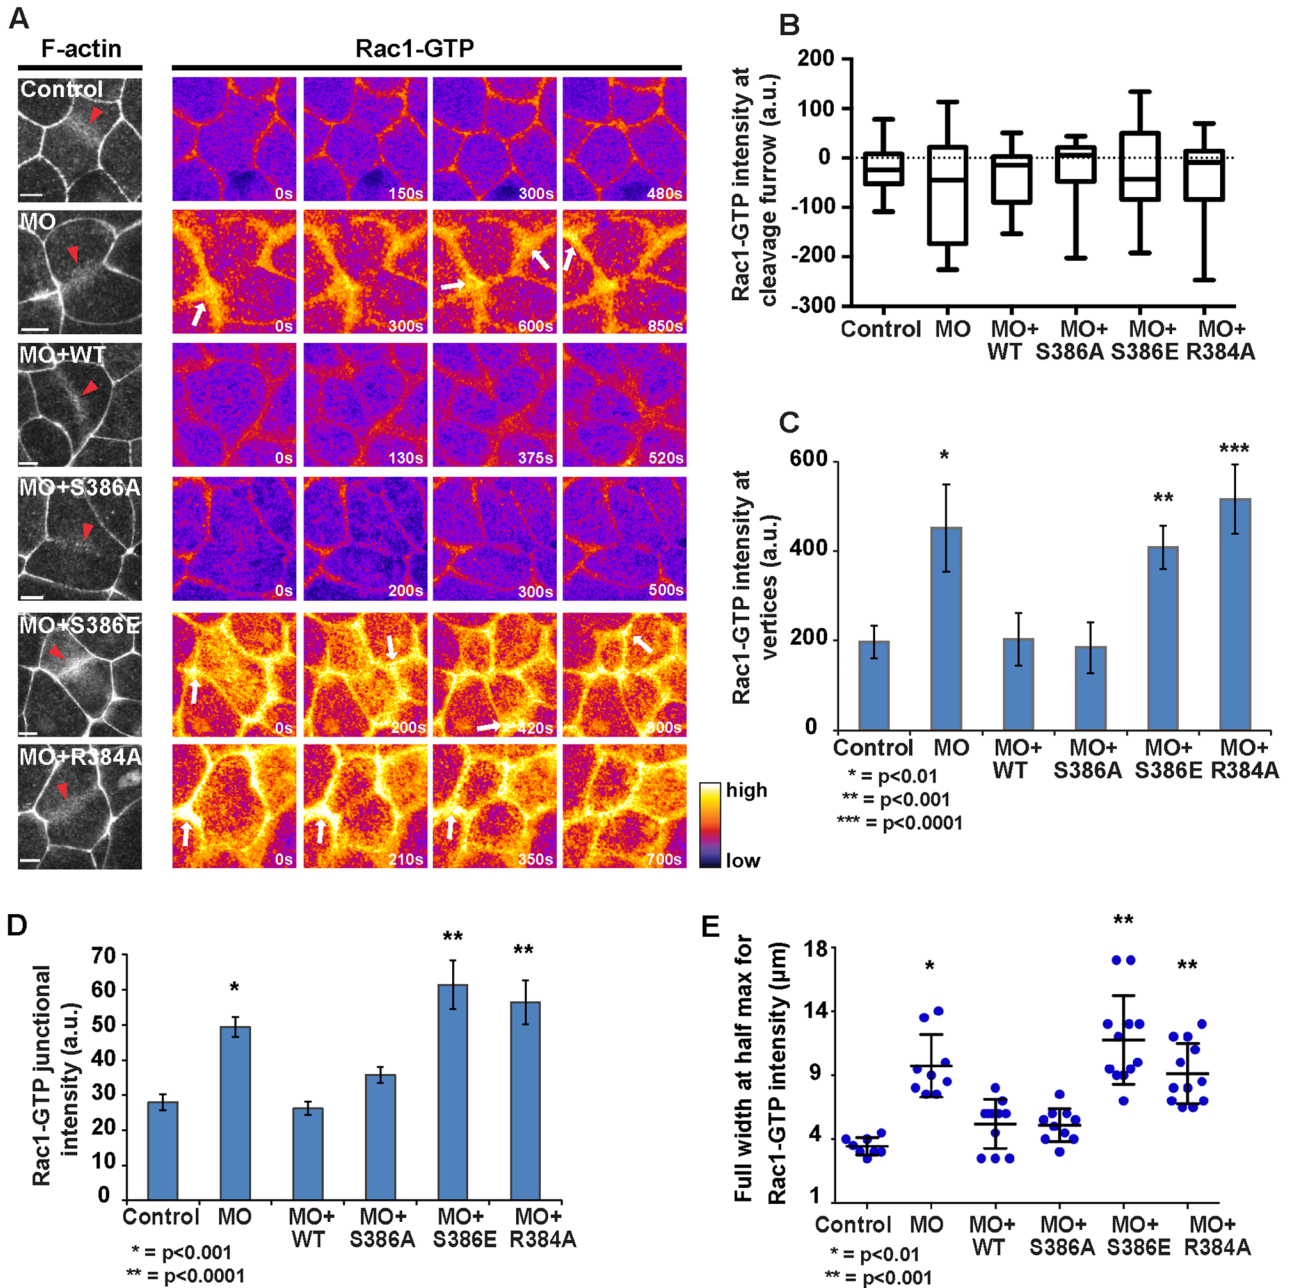 A
F-actin
Rac1-GTP
Control
0s
150s
300s
480s
MO
0s
300s
600s
850s
MO+WT
0s
130s
375s
520s
MO+S386A
0s
200s
300s
500s
MO+S386E
0s
200s
420s
800s
MO+R384A
0s
210s
350s
700s
high
low
B
Rac1-GTP intensity at
cleavage furrow (a.u.)
200
100
0
-100
-200
-300
Control MO MO+ MO+ MO+ MO+
WT S386A S386E R384A
C
Rac1-GTP intensity at
vertices (a.u.)
600
400
200
0
* ** ***
Control MO MO+ MO+ MO+ MO+
WT S386A S386E R384A
* = p<0.01
** = p<0.001
*** = p<0.0001
D
Rac1-GTP junctional
intensity (a.u.)
70
60
50
40
30
20
10
0
* ** **
Control MO MO+ MO+ MO+ MO+
WT S386A S386E R384A
* = p<0.001
** = p<0.0001
E
Full width at half max for
Rac1-GTP intensity (µm)
18
14
9
4
1
* ** **
Control MO MO+ MO+ MO+ MO+
WT S386A S386E R384A
* = p<0.01
** = p<0.001